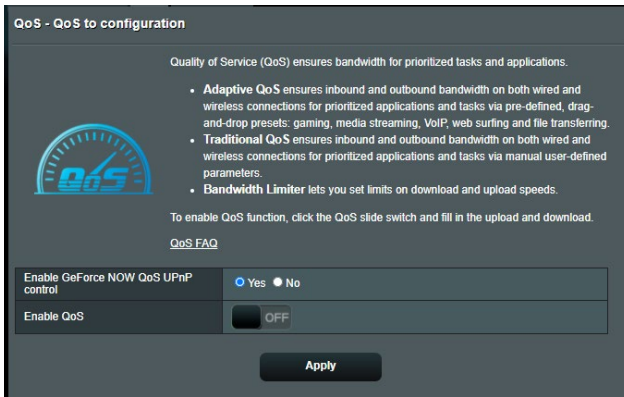 QoS - QoS to configuration
Quality of Service (QoS) ensures bandwidth for prioritized tasks and applications.
• Adaptive QoS ensures inbound and outbound bandwidth on both wired and
wireless connections for prioritized applications and tasks via pre-defined, drag-
and-drop presets: gaming, media streaming, VoIP, web surfing and file transferring.
• Traditional QoS ensures inbound and outbound bandwidth on both wired and
wireless connections for prioritized applications and tasks via manual user-defined
parameters.
• Bandwidth Limiter lets you set limits on download and upload speeds.
To enable QoS function, click the QoS slide switch and fill in the upload and download.
QoS FAQ
QoS
Enable GeForce NOW QoS UPnP
control
Yes No
Enable QoS
OFF
Apply